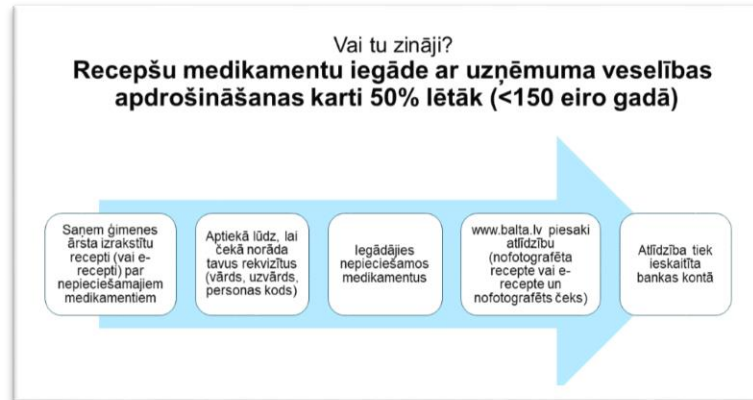 Vai tu zināji?
Recepšu medikamentu iegāde ar uzņēmuma veselības
apdrošināšanas karti 50% lētāk (<150 eiro gadā)
Saņem ģimenes
ārsta izrakstītu
recepti (vai e-
recepti) par
nepieciešamajiem
medikamentiem
Aptiekā lūdz, lai
čekā norāda
tavus rekvizītus
(vārds, uzvārds,
personas kods)
Iegādājies
nepieciešamos
medikamentus
www.balta.lv piesaki
atlīdzību
(nofotografēta
recepte vai e-
recepte un
nofotografēts čeks)
Atlīdzība tiek
ieskaitīta
bankas kontā